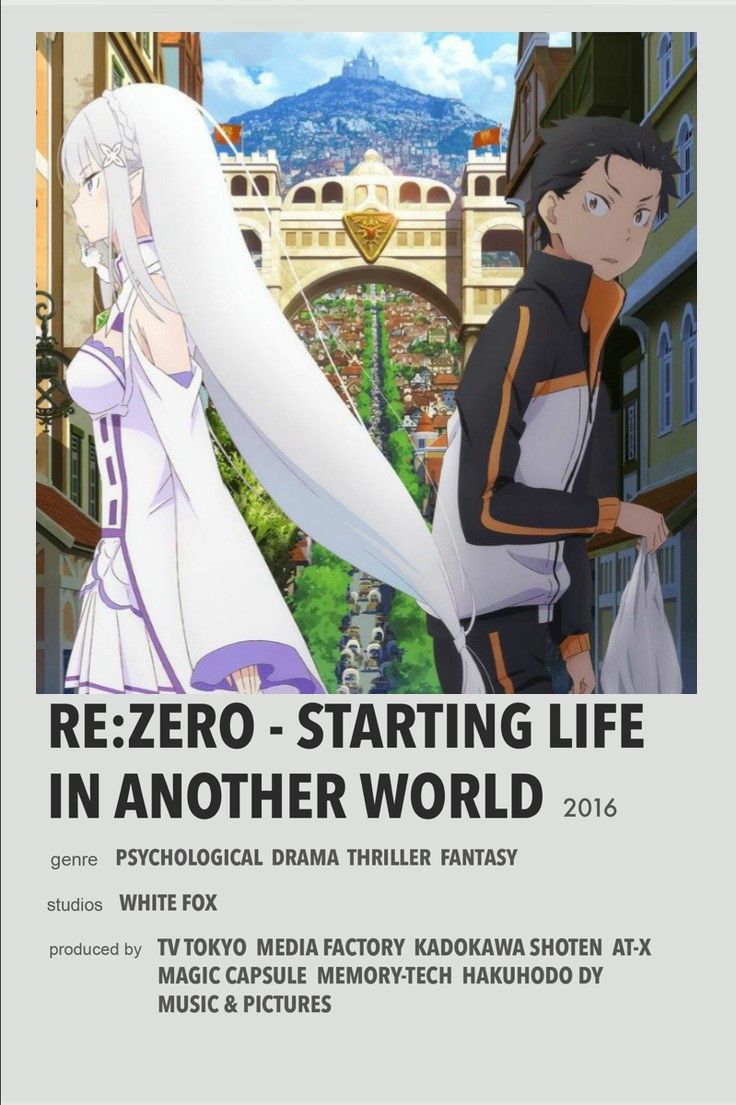 RE:ZERO - STARTING LIFE
IN ANOTHER WORLD 2016
genre PSYCHOLOGICAL DRAMA THRILLER FANTASY
studios WHITE FOX
produced by TV TOKYO MEDIA FACTORY KADOKAWA SHOTEN AT-X
MAGIC CAPSULE MEMORY-TECH HAKUHODO DY
MUSIC & PICTURES